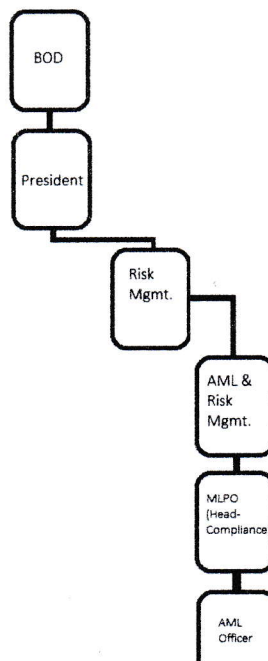 BOD
President
Risk
Mgmt.
AML &
Risk
Mgmt.
MLPO
(Head-
Compliance
AML
Officer